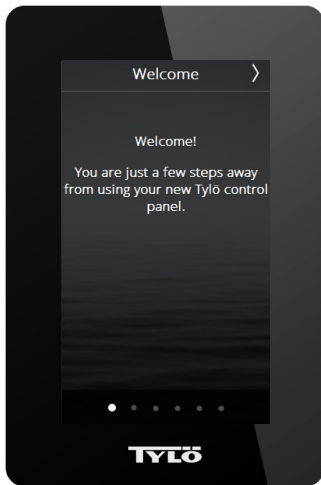 Welcome
Welcome!
You are just a few steps away
from using your new Tylö control
panel.
TYLÖ